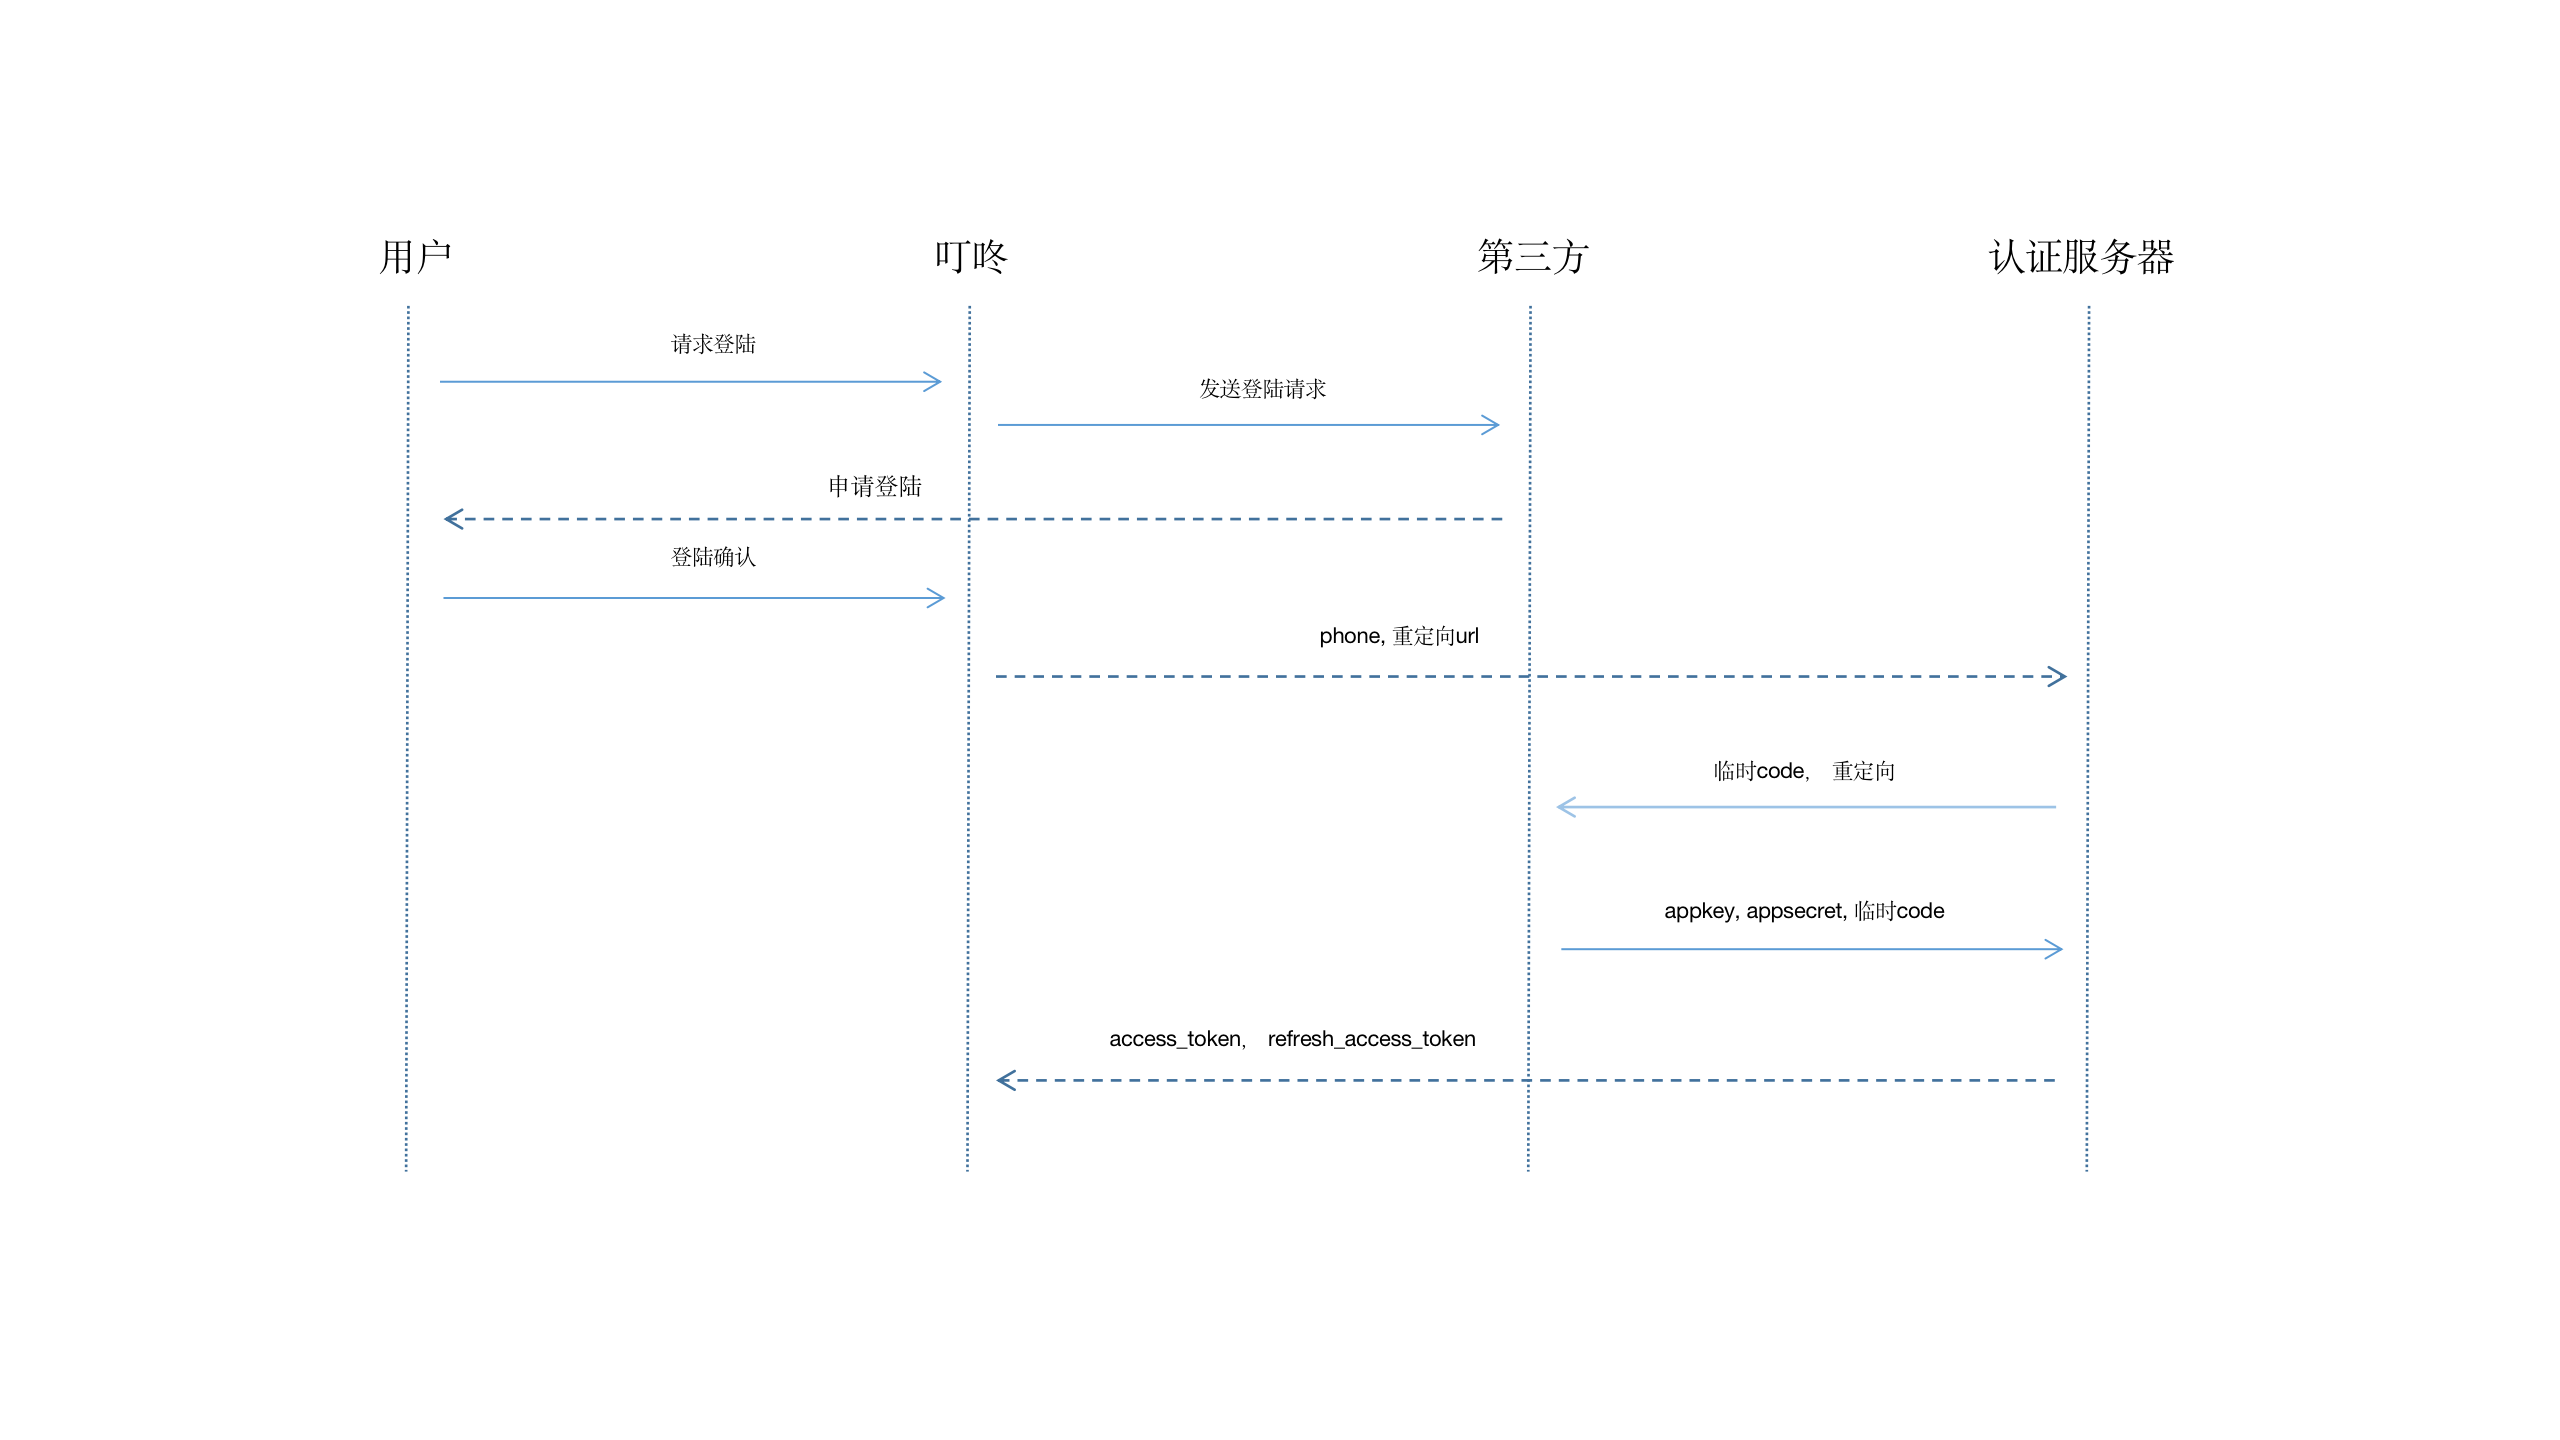 用户
叮咚
第三方
认证服务器
请求登陆
发送登陆请求
申请登陆
登陆确认
phone, 重定向url
临时code， 重定向
appkey, appsecret, 临时code
access_token， refresh_access_token